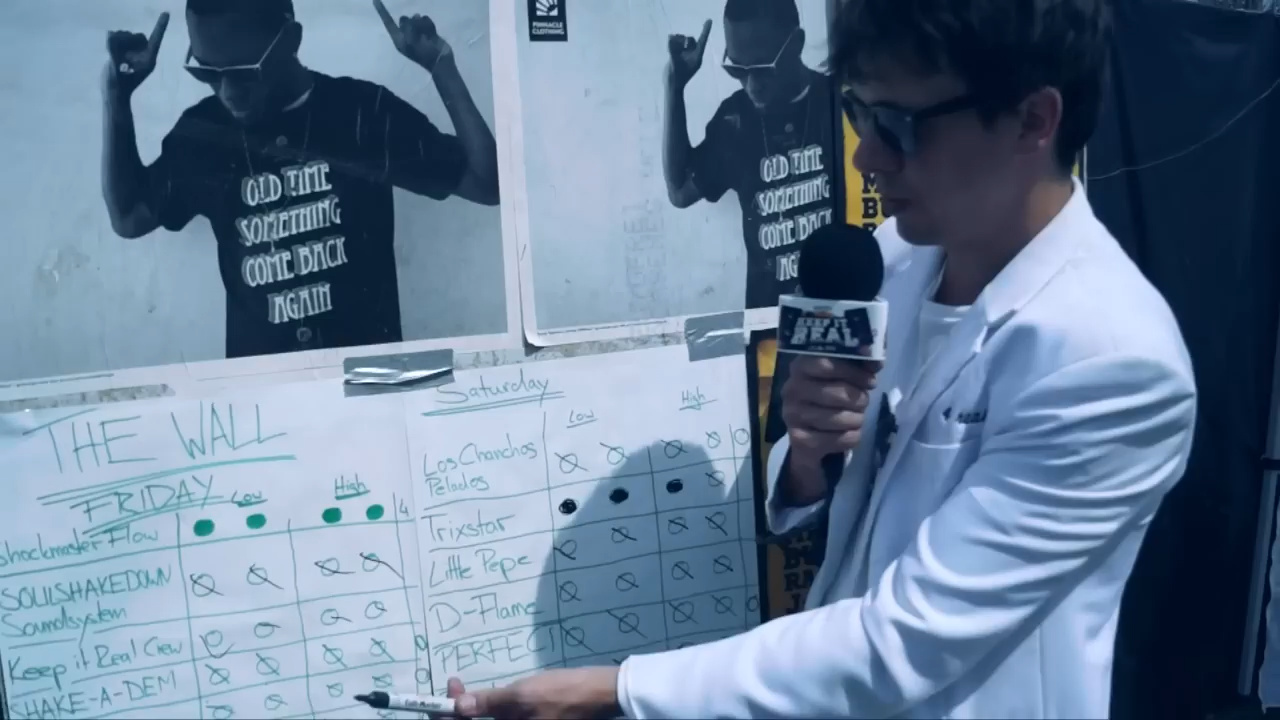 PINNACLE
CLOTHING
OLD TIME
SOMETHING
COME BACK
AGAIN
OLD TIME
SOMETHING
COME BACK
KEEP IT
REAL
THE WALL
FRIDAY
Low
High
Shockmaster Flow
4
SOULSHAKEDOWN
Soundsystem
Keep it Real Crew
SHAKE-A-DEM
Saturday
Low
High
Los Chanchos
Pelados
Trixstar
Little Pepe
D-Flame
PERFECT